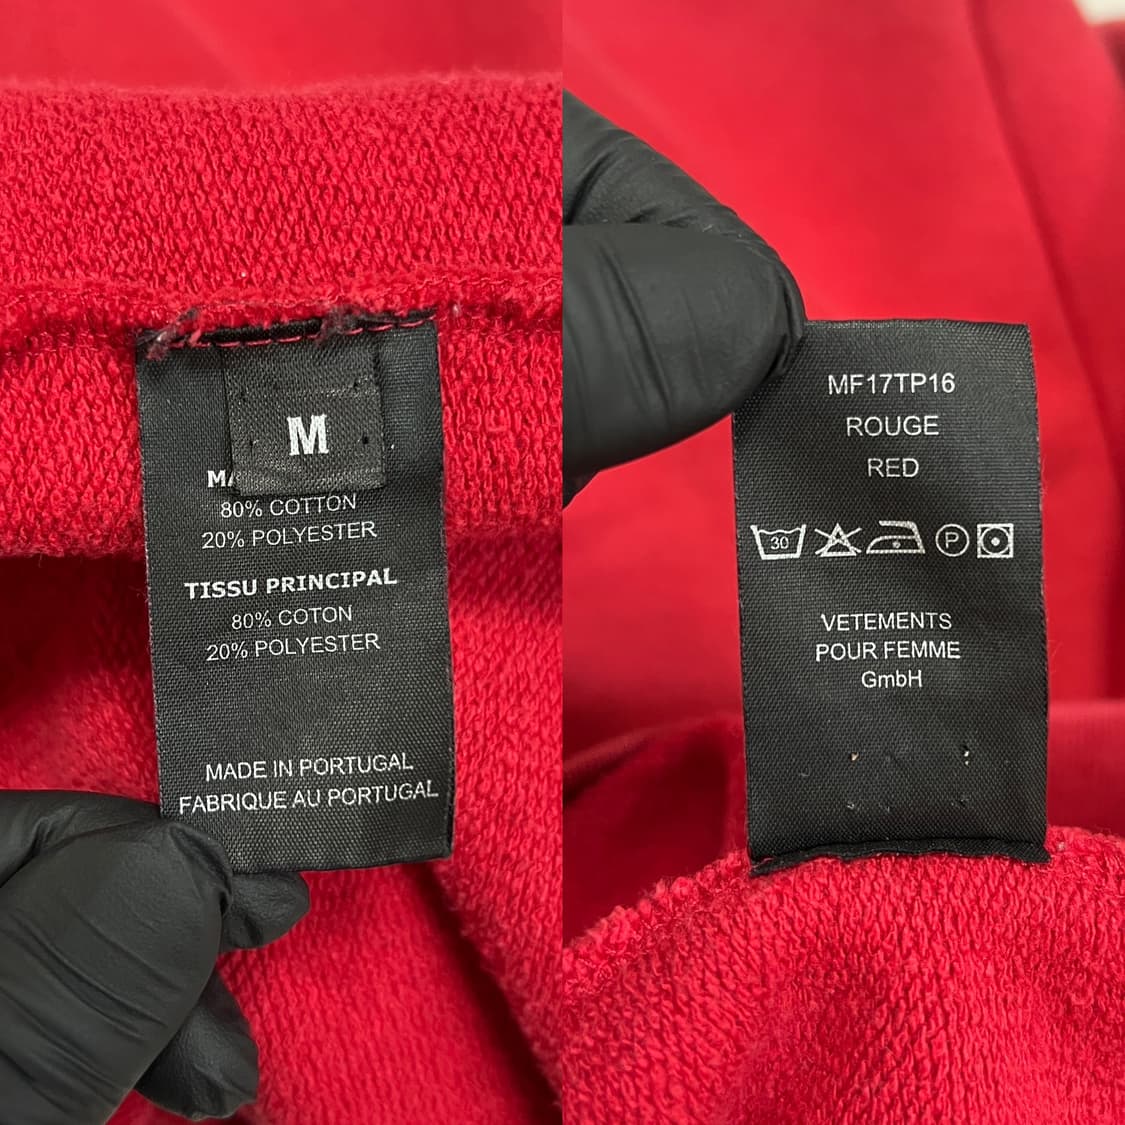 M
80% COTTON
20% POLYESTER
TISSU PRINCIPAL
80% COTON
20% POLYESTER
MADE IN PORTUGAL
FABRIQUE AU PORTUGAL
MF17TP16
ROUGE
RED
30
P
VETEMENTS
POUR FEMME
GmbH